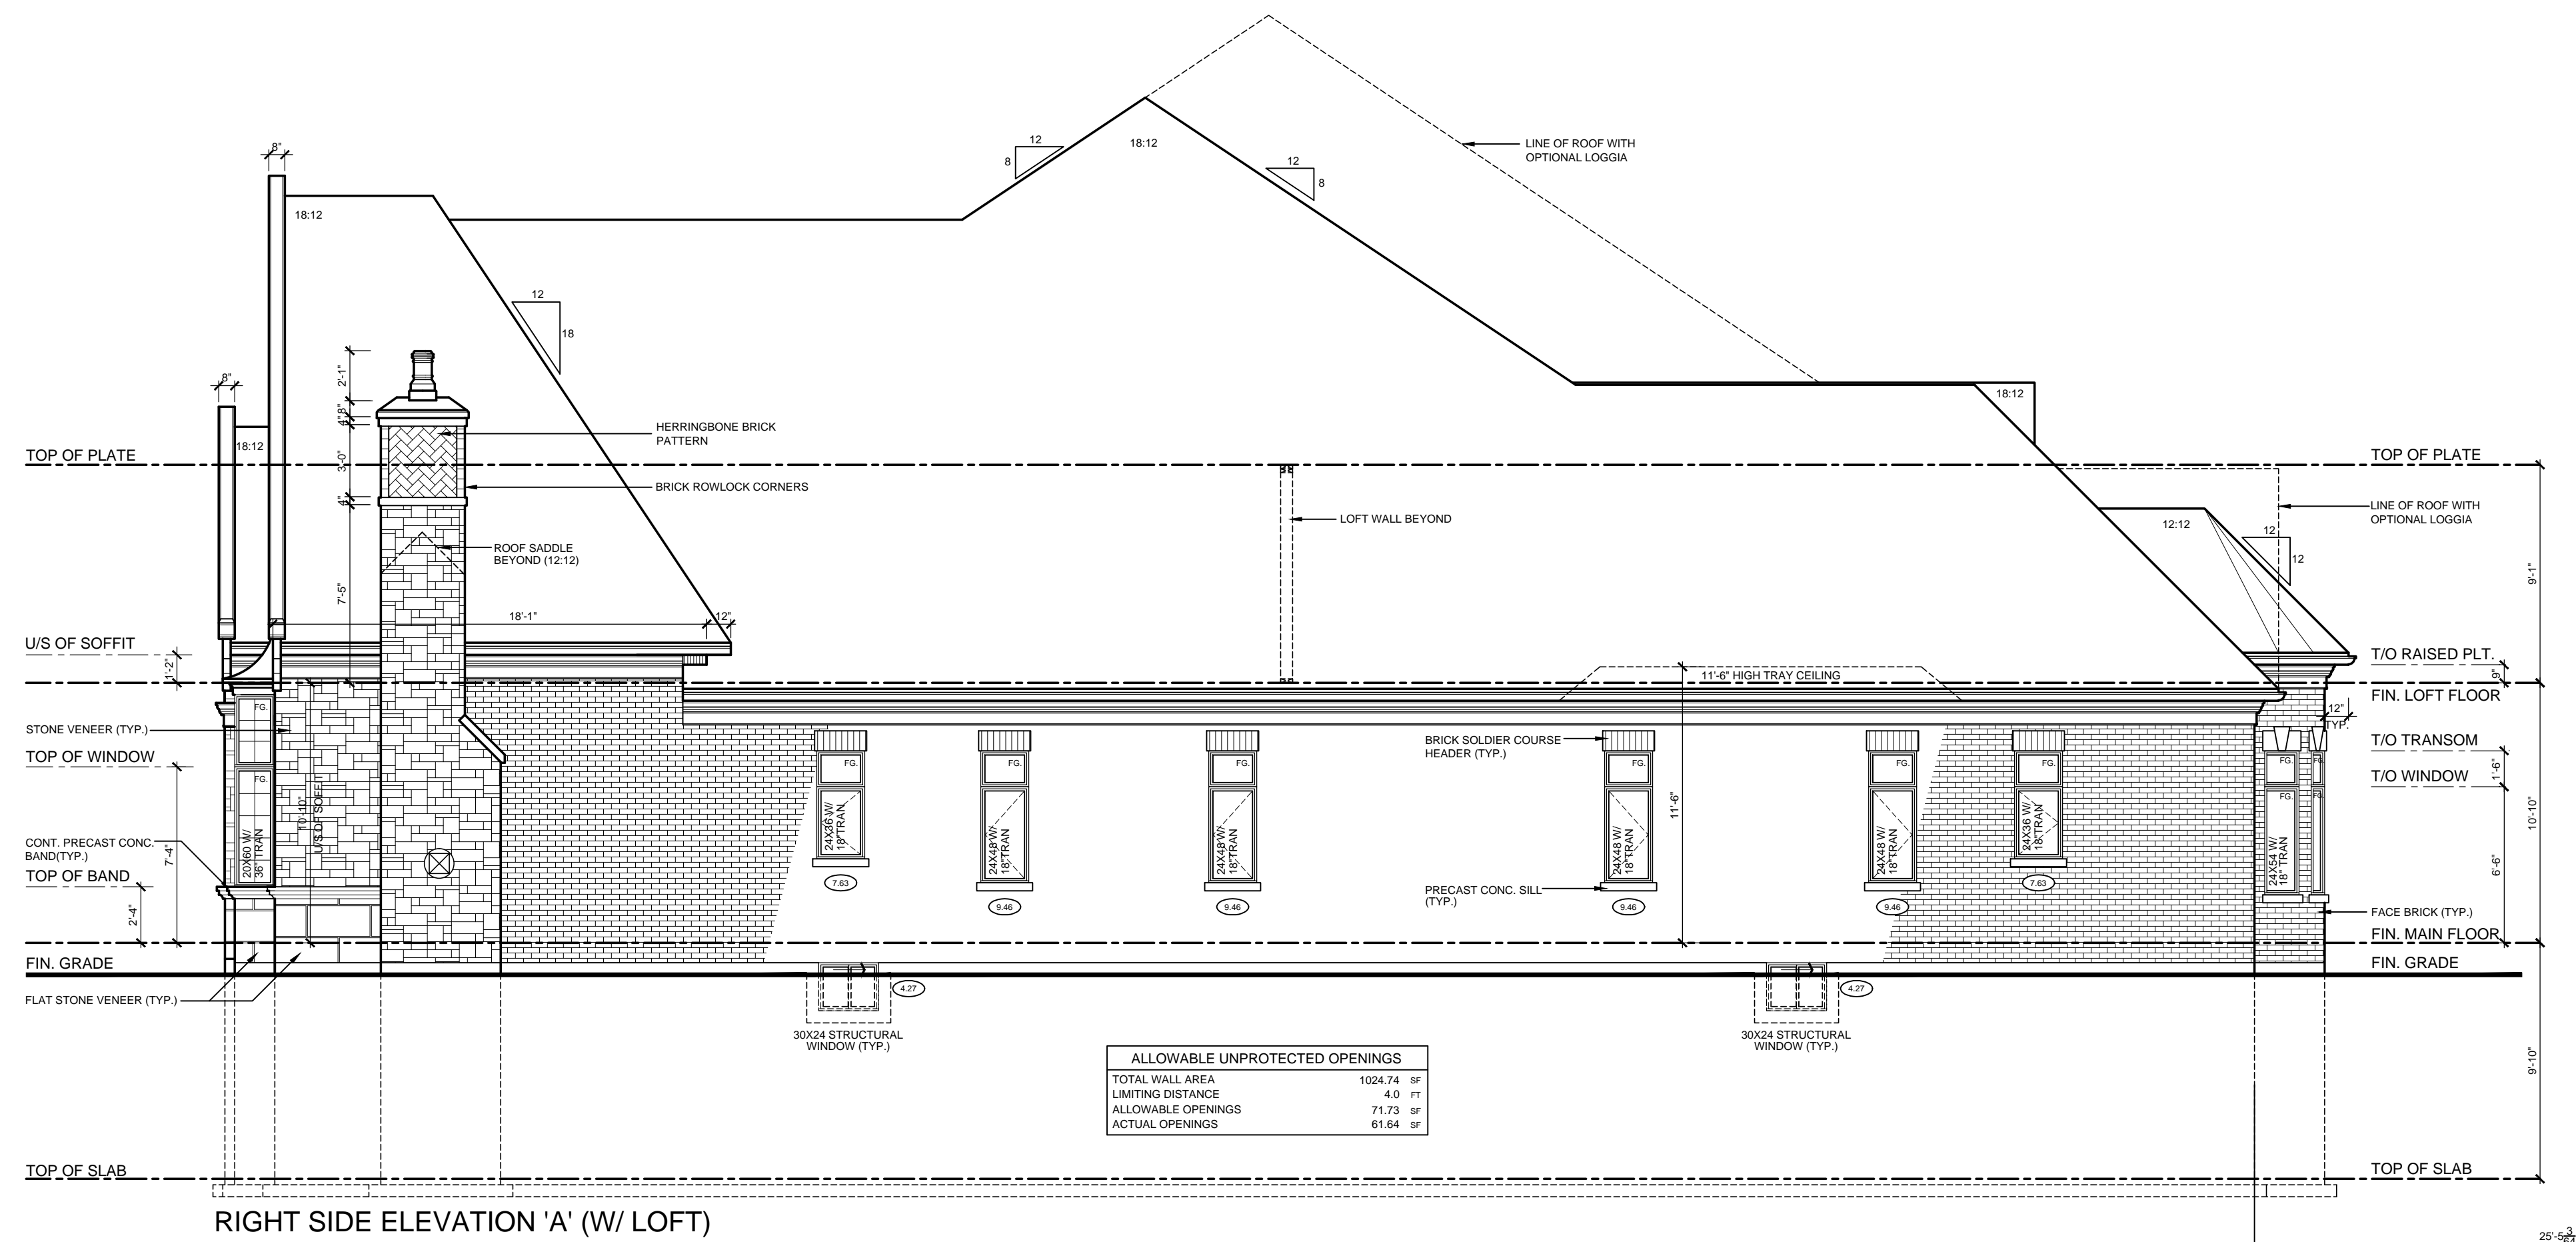 8"
18:12
12
8
18:12
12
8
LINE OF ROOF WITH
OPTIONAL LOGGIA
12
18
2'-1"
8"
8"
4"
3'-0"
18:12
HERRINGBONE BRICK
PATTERN
18:12
TOP OF PLATE
TOP OF PLATE
4"
BRICK ROWLOCK CORNERS
LOFT WALL BEYOND
LINE OF ROOF WITH
OPTIONAL LOGGIA
12:12
12
12
ROOF SADDLE
BEYOND (12:12)
7'-5"
9'-1"
18'-1"
12"
U/S OF SOFFIT
1'-2"
T/O RAISED PLT.
9"
11'-6" HIGH TRAY CEILING
FIN. LOFT FLOOR
12"
TYP.
STONE VENEER (TYP.)
FG.
TOP OF WINDOW
FG.
BRICK SOLDIER COURSE
HEADER (TYP.)
T/O TRANSOM
1'-6"
T/O WINDOW
FG.
FG.
FG.
FG.
FG.
FG.
FG.
FG.
FG.
FG.
10'-10"
U/S OF SOFFIT
11'-6"
10'-10"
CONT. PRECAST CONC.
BAND(TYP.)
7'-4"
20X60 W/
36" TRAN
24X36 W/
18"TRAN
24X48 W/
18"TRAN
24X48 W/
18"TRAN
24X48 W/
18"TRAN
24X48 W/
18"TRAN
24X36 W/
18"TRAN
24X54 W/
18" TRAN
6'-6"
TOP OF BAND
2'-4"
7.63
9.46
9.46
PRECAST CONC. SILL
(TYP.)
9.46
9.46
7.63
FACE BRICK (TYP.)
FIN. MAIN FLOOR
FIN. GRADE
FIN. GRADE
FLAT STONE VENEER (TYP.)
4.27
4.27
30X24 STRUCTURAL
WINDOW (TYP.)
30X24 STRUCTURAL
WINDOW (TYP.)
9'-10"
ALLOWABLE UNPROTECTED OPENINGS
TOTAL WALL AREA 1024.74 SF
LIMITING DISTANCE 4.0 FT
ALLOWABLE OPENINGS 71.73 SF
ACTUAL OPENINGS 61.64 SF
TOP OF SLAB
TOP OF SLAB
RIGHT SIDE ELEVATION 'A' (W/ LOFT)